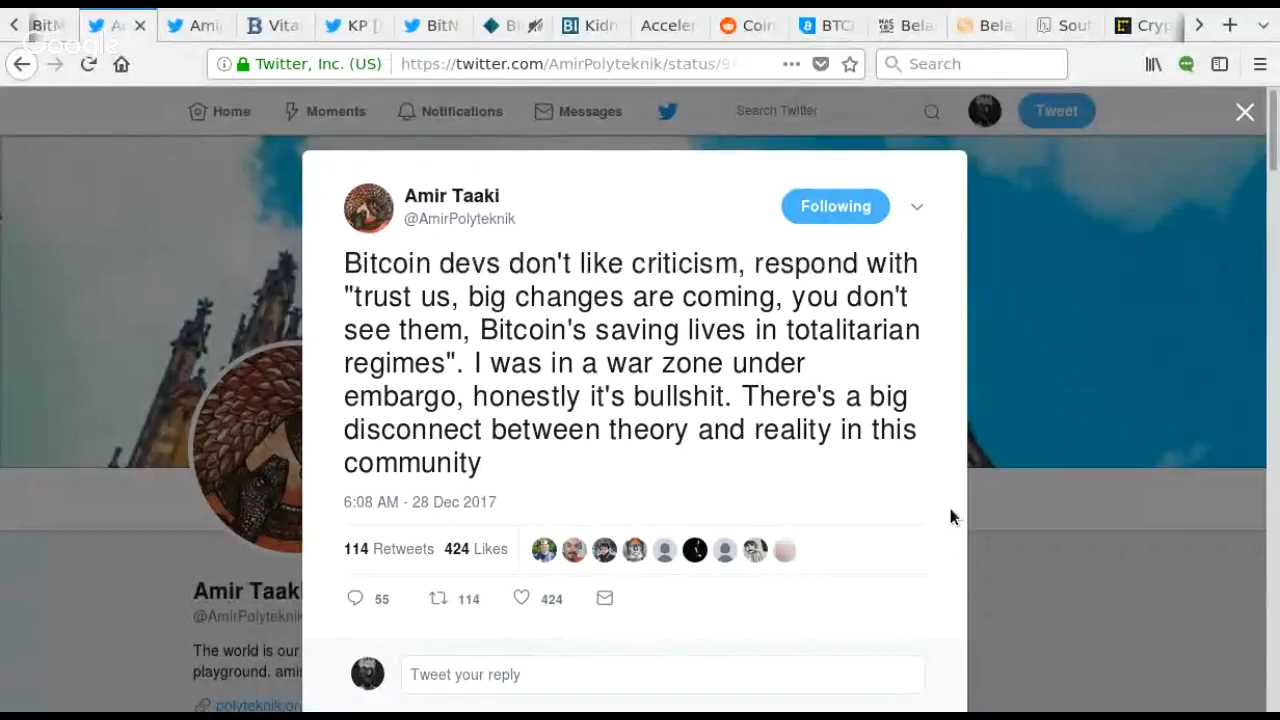 BitM
A
Ami
Vita
KP D
BitN
Bi
Kidn
Acceler
Coin
BTC
Bela
Bela
Sout
Cryp
Google
Twitter, Inc. (US)
https://twitter.com/AmirPolyteknik/status/9
Search
Home
Moments
Notifications
Messages
Search Twitter
Tweet
Amir Taaki
@AmirPolyteknik
Following
Bitcoin devs don't like criticism, respond with
"trust us, big changes are coming, you don't
see them, Bitcoin's saving lives in totalitarian
regimes". I was in a war zone under
embargo, honestly it's bullshit. There's a big
disconnect between theory and reality in this
community
6:08 AM - 28 Dec 2017
114 Retweets 424 Likes
55
114
424
Tweet your reply
Amir Taak
@AmirPolytekni
The world is our
playground. ami
polyteknik.or